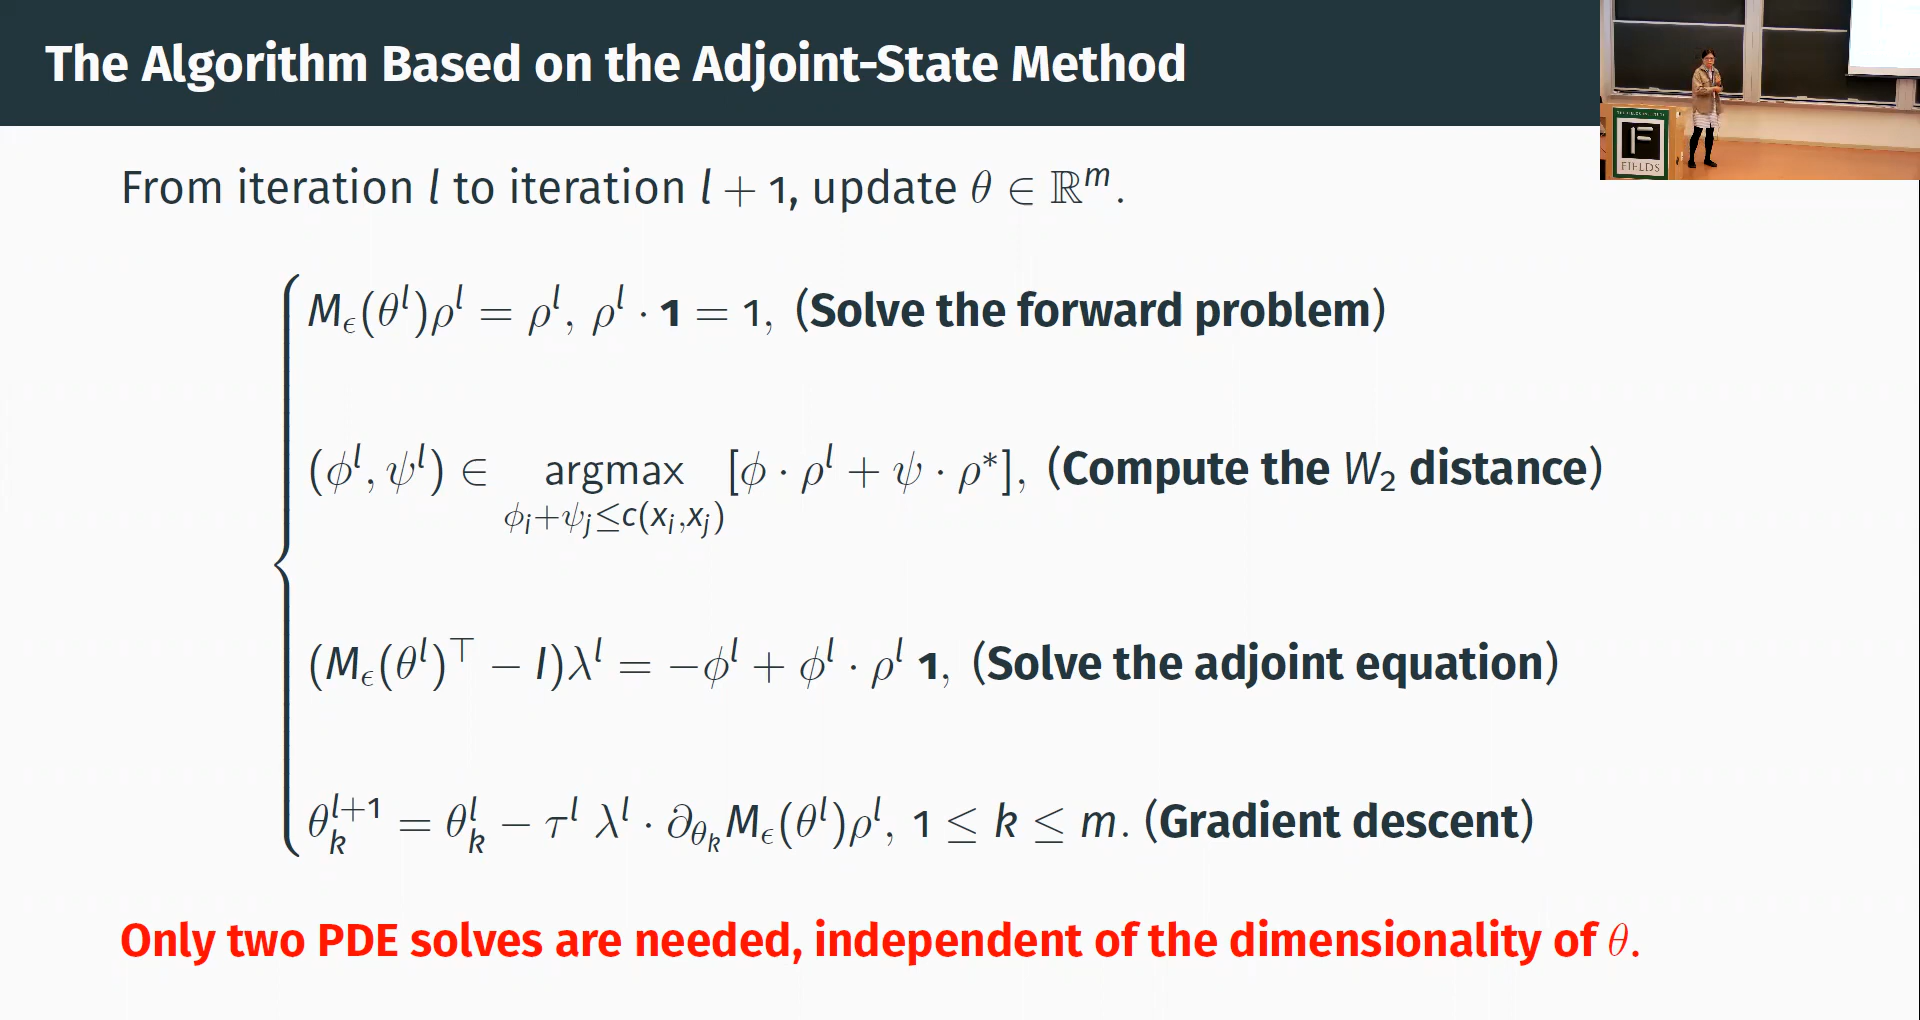 The Algorithm Based on the Adjoint-State Method
From iteration l to iteration l + 1, update θ ∈ ℝ^m.
M_ϵ(θ^l)ρ^l = ρ^l, ρ^l · 𝟏 = 1, (Solve the forward problem)
(ϕ^l, ψ^l) ∈ argmax_{ϕ_i+ψ_j≤c(x_i,x_j)} [ϕ · ρ^l + ψ · ρ^*], (Compute the W_2 distance)
(M_ϵ(θ^l)^⊤ − I)λ^l = −ϕ^l + ϕ^l · ρ^l 𝟏, (Solve the adjoint equation)
θ_k^{l+1} = θ_k^l − τ^l λ^l · ∂_{θ_k}M_ϵ(θ^l)ρ^l, 1 ≤ k ≤ m. (Gradient descent)
Only two PDE solves are needed, independent of the dimensionality of θ.
F
FIELDS